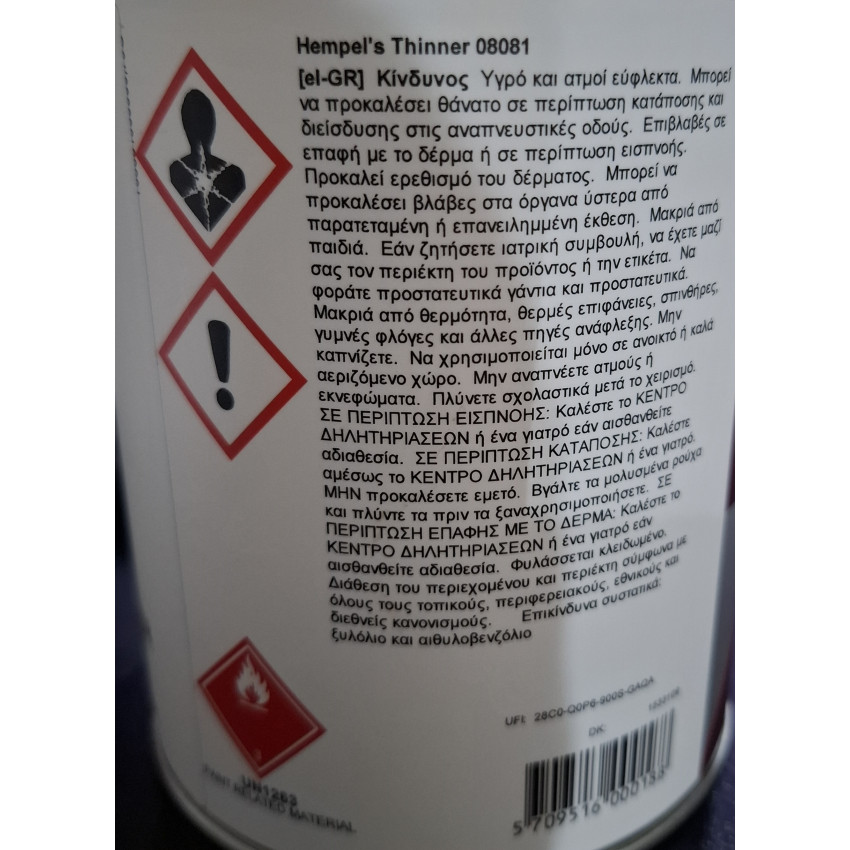 Hempel's Thinner 08081
[el-GR] Κίνδυνος Υγρό και ατμοί εύφλεκτα. Μπορεί
να προκαλέσει θάνατο σε περίπτωση κατάποσης και
διείσδυσης στις αναπνευστικές οδούς. Επιβλαβές σε
επαφή με το δέρμα ή σε περίπτωση εισπνοής.
Προκαλεί ερεθισμό του δέρματος. Μπορεί να
προκαλέσει βλάβες στα όργανα ύστερα από
παρατεταμένη ή επανειλημμένη έκθεση. Μακριά από
παιδιά. Εάν ζητήσετε ιατρική συμβουλή, να έχετε μαζί
σας τον περιέκτη του προϊόντος ή την ετικέτα. Να
φοράτε προστατευτικά γάντια και προστατευτικά.
Μακριά από θερμότητα, θερμές επιφάνειες, σπινθήρες,
γυμνές φλόγες και άλλες πηγές ανάφλεξης. Μην
καπνίζετε. Να χρησιμοποιείται μόνο σε ανοικτό ή καλά
αεριζόμενο χώρο. Μην αναπνέετε ατμούς ή
εκνεφώματα. Πλύνετε σχολαστικά μετά το χειρισμό.
ΣΕ ΠΕΡΙΠΤΩΣΗ ΕΙΣΠΝΟΗΣ: Καλέστε το ΚΕΝΤΡΟ
ΔΗΛΗΤΗΡΙΑΣΕΩΝ ή ένα γιατρό εάν αισθανθείτε
αδιαθεσία. ΣΕ ΠΕΡΙΠΤΩΣΗ ΚΑΤΑΠΟΣΗΣ: Καλέστε
αμέσως το ΚΕΝΤΡΟ ΔΗΛΗΤΗΡΙΑΣΕΩΝ ή ένα γιατρό.
ΜΗΝ προκαλέσετε εμετό. Βγάλτε τα μολυσμένα ρούχα
και πλύντε τα πριν τα ξαναχρησιμοποιήσετε. ΣΕ
ΠΕΡΙΠΤΩΣΗ ΕΠΑΦΗΣ ΜΕ ΤΟ ΔΕΡΜΑ: Καλέστε το
ΚΕΝΤΡΟ ΔΗΛΗΤΗΡΙΑΣΕΩΝ ή ένα γιατρό εάν
αισθανθείτε αδιαθεσία. Φυλάσσεται κλειδωμένο.
Διάθεση του περιεχομένου και περιέκτη σύμφωνα με
όλους τους τοπικούς, περιφερειακούς, εθνικούς και
διεθνείς κανονισμούς. Επικίνδυνα συστατικά:
ξυλόλιο και αιθυλοβενζόλιο
UFI:
DK:
5 709516 000188
3
UN1263
PAINT RELATED MATERIAL